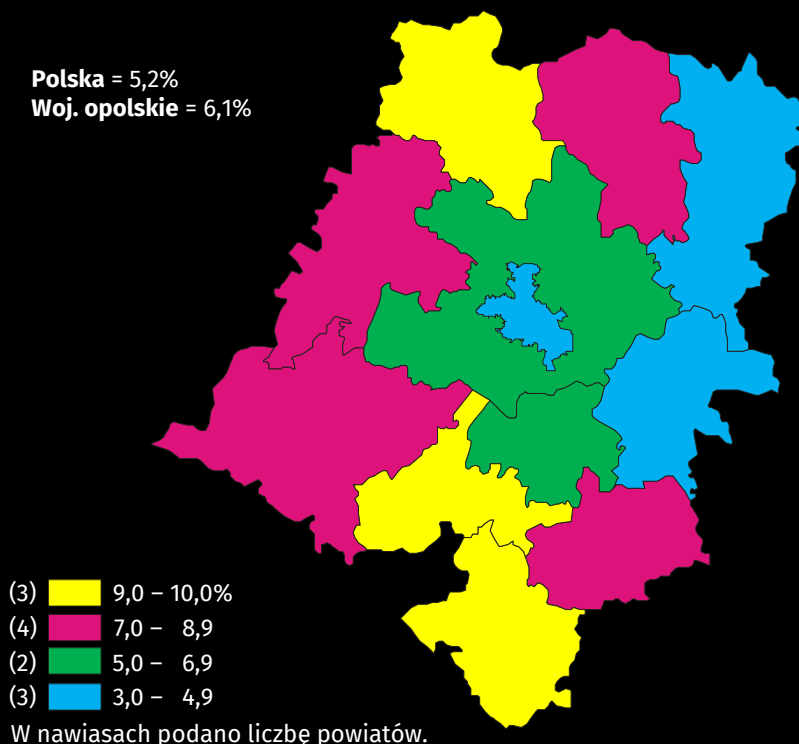 Polska = 5,2%
Woj. opolskie = 6,1%
(3) 9,0 – 10,0%
(4) 7,0 – 8,9
(2) 5,0 – 6,9
(3) 3,0 – 4,9
W nawiasach podano liczbę powiatów.